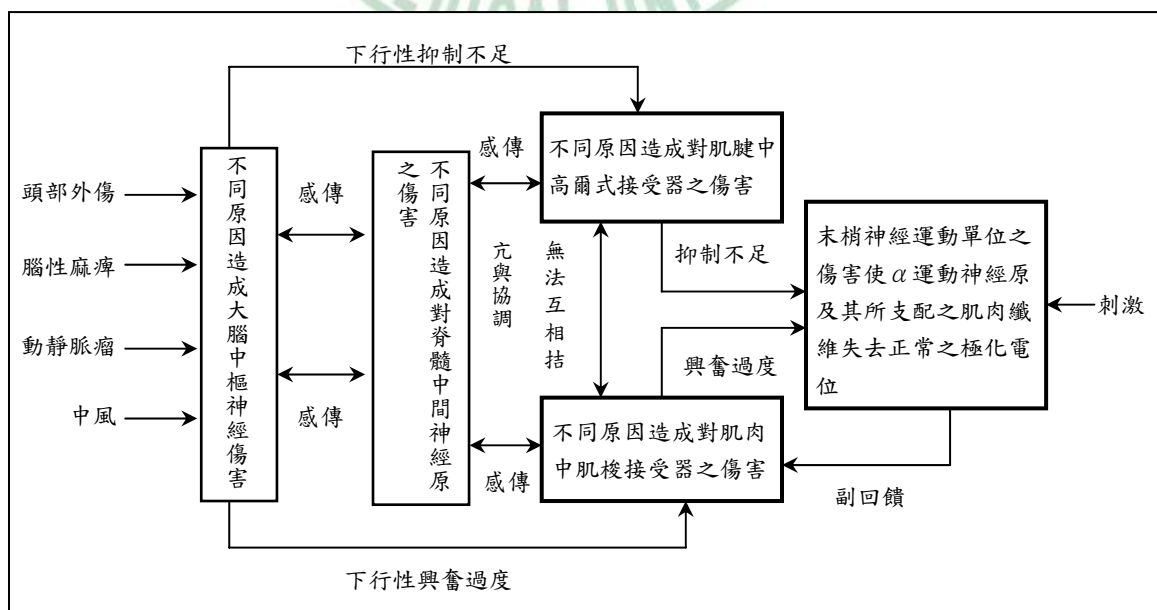 下行性抑制不足
頭部外傷
腦性麻痺
動靜脈瘤
中風
不同原因造成大腦中樞神經傷害
感傳
感傳
不同原因造成對脊髓中間神經原
之傷害
感傳
感傳
不同原因造成對肌腱中
高爾式接受器之傷害
無法互相拮
亢與協調
抑制不足
興奮過度
不同原因造成對肌肉
中肌梭接受器之傷害
末梢神經運動單位之
傷害使α運動神經原
及其所支配之肌肉纖
維失去正常之極化電
位
刺激
副回饋
下行性興奮過度